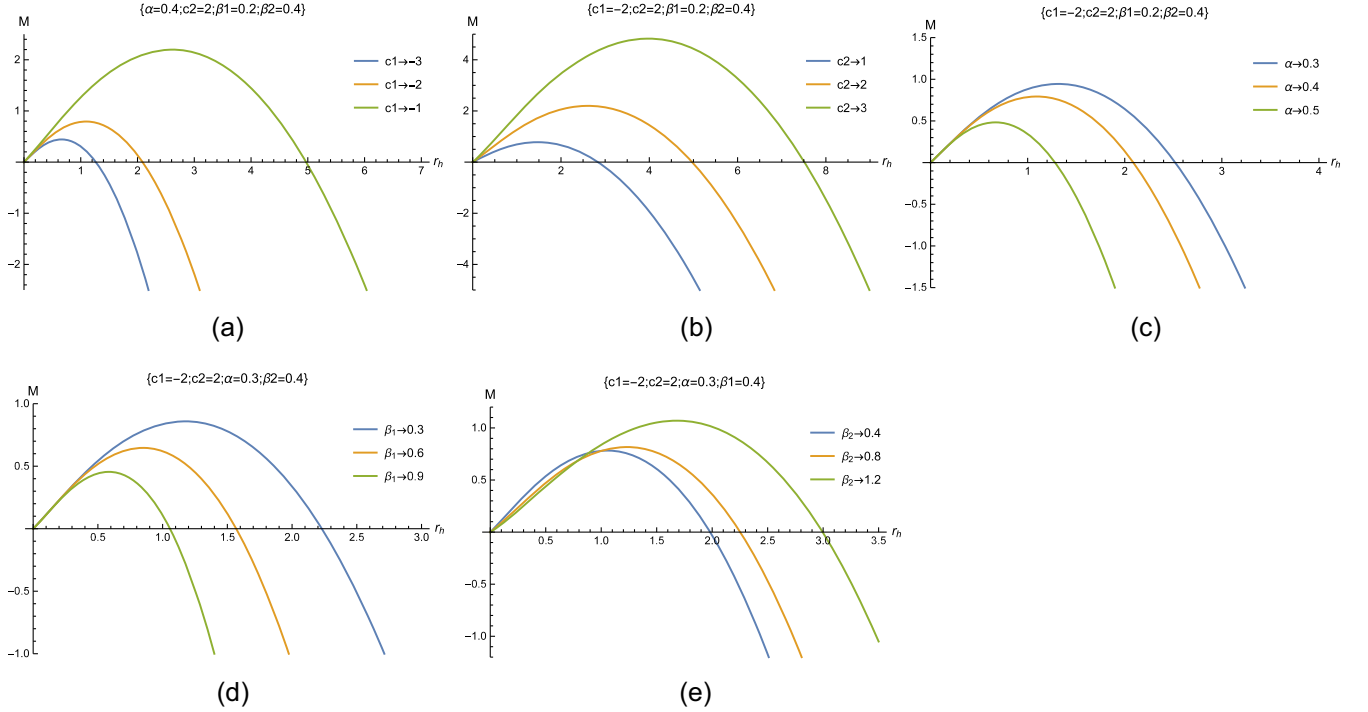 {α=0.4;c2=2;β1=0.2;β2=0.4}
M
2
1
−1
−2
1 2 3 4 5 6 7
r_h
c1→−3
c1→−2
c1→−1
(a)
{c1=−2;c2=2;β1=0.2;β2=0.4}
M
4
2
−2
−4
2 4 6 8
r_h
c2→1
c2→2
c2→3
(b)
{c1=−2;c2=2;β1=0.2;β2=0.4}
M
1.5
1.0
0.5
−0.5
−1.0
−1.5
1 2 3 4
r_h
α→0.3
α→0.4
α→0.5
(c)
{c1=−2;c2=2;α=0.3;β2=0.4}
M
1.0
0.5
−0.5
−1.0
0.5 1.0 1.5 2.0 2.5 3.0
r_h
β₁→0.3
β₁→0.6
β₁→0.9
(d)
{c1=−2;c2=2;α=0.3;β1=0.4}
M
1.0
0.5
−0.5
−1.0
0.5 1.0 1.5 2.0 2.5 3.0 3.5
r_h
β₂→0.4
β₂→0.8
β₂→1.2
(e)